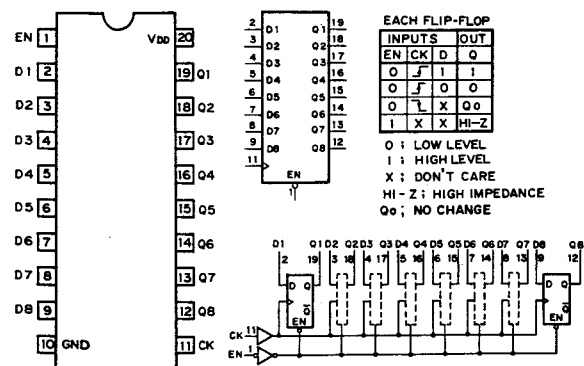 EN 1
VDD 20
D1 2
19 Q1
D2 3
18 Q2
D3 4
17 Q3
D4 5
16 Q4
D5 6
15 Q5
D6 7
14 Q6
D7 8
13 Q7
D8 9
12 Q8
10 GND
11 CK
2 D1 Q1 19
3 D2 Q2 18
4 D3 Q3 17
5 D4 Q4 16
6 D5 Q5 15
7 D6 Q6 14
8 D7 Q7 13
9 D8 Q8 12
11
EN
1
EACH FLIP-FLOP
INPUTS OUT
EN CK D Q
0 1 1
0 0 0
0 X Qo
1 X X HI-Z
0 ; LOW LEVEL
1 ; HIGH LEVEL
X ; DON'T CARE
HI-Z ; HIGH IMPEDANCE
Qo ; NO CHANGE
D1 Q1 D2 Q2 D3 Q3 D4 Q4 D5 Q5 D6 Q6 D7 Q7 D8 Q8
2 19 3 18 4 17 5 16 6 15 7 14 8 13 9 12
D Q
Q
EN
D Q
Q
EN
CK 11
EN 1